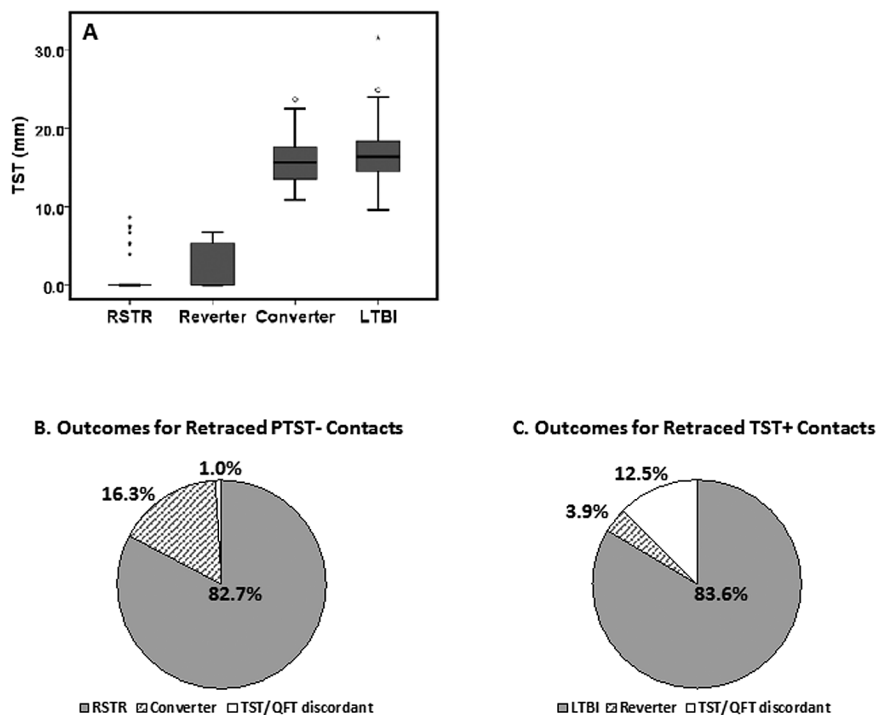 A
30.0
20.0
10.0
0.0
TST (mm)
RSTR Reverter Converter LTBI
B. Outcomes for Retraced PTST- Contacts
1.0%
16.3%
82.7%
RSTR Converter TST/QFT discordant
C. Outcomes for Retraced TST+ Contacts
12.5%
3.9%
83.6%
LTBI Reverter TST/QFT discordant